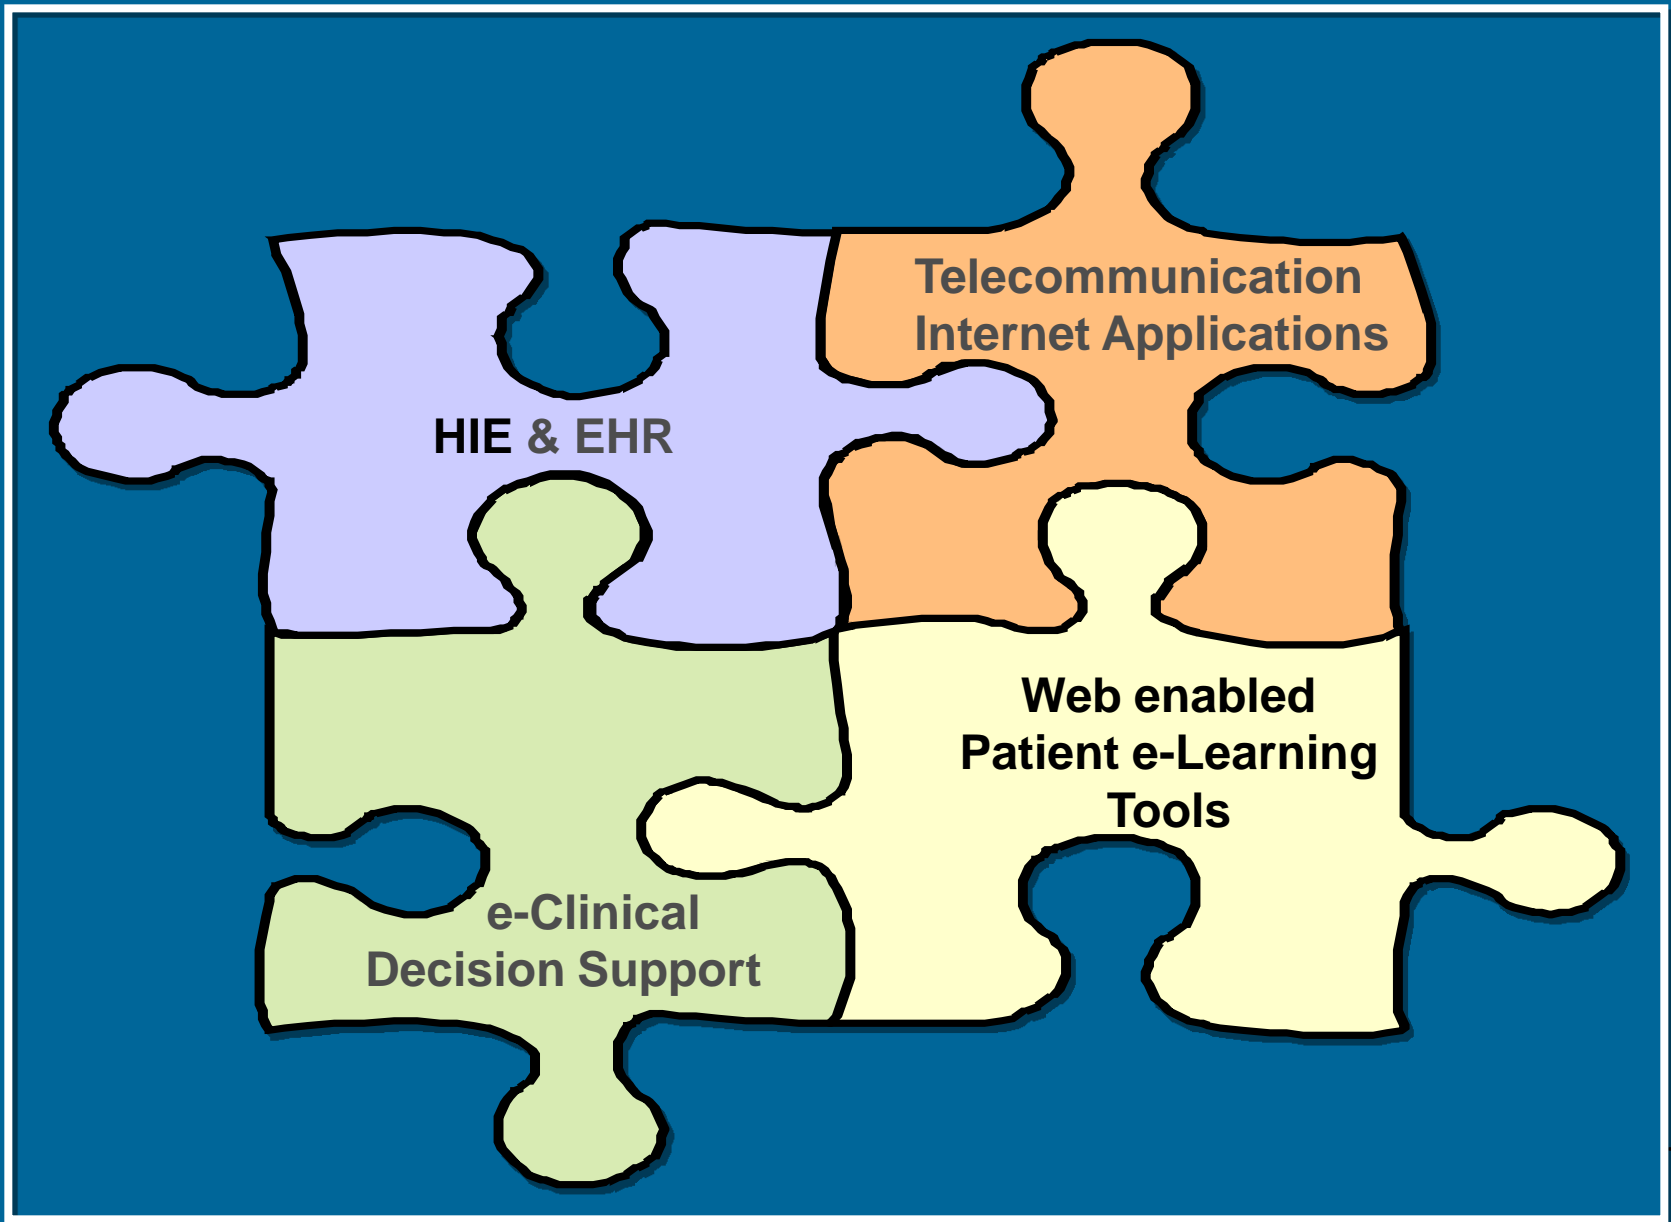 Telecommunication
Internet Applications
HIE & EHR
Web enabled
Patient e-Learning
Tools
e-Clinical
Decision Support